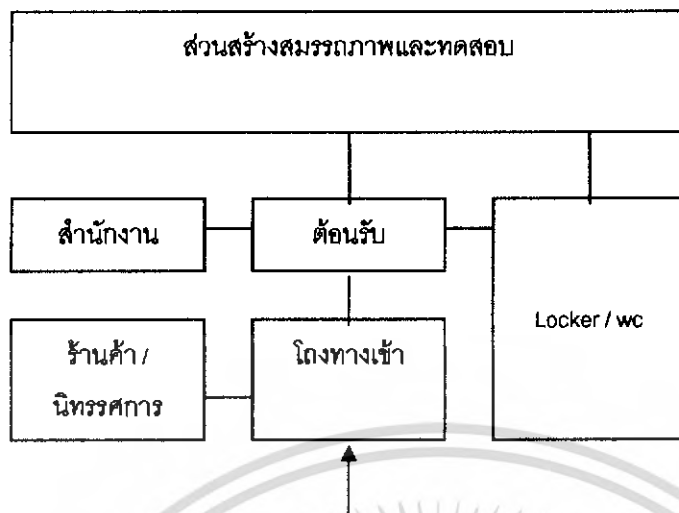 ส่วนสร้างสมรรถภาพและทดสอบ
สำนักงาน
ต้อนรับ
Locker / wc
ร้านค้า /
นิทรรศการ
โถงทางเข้า